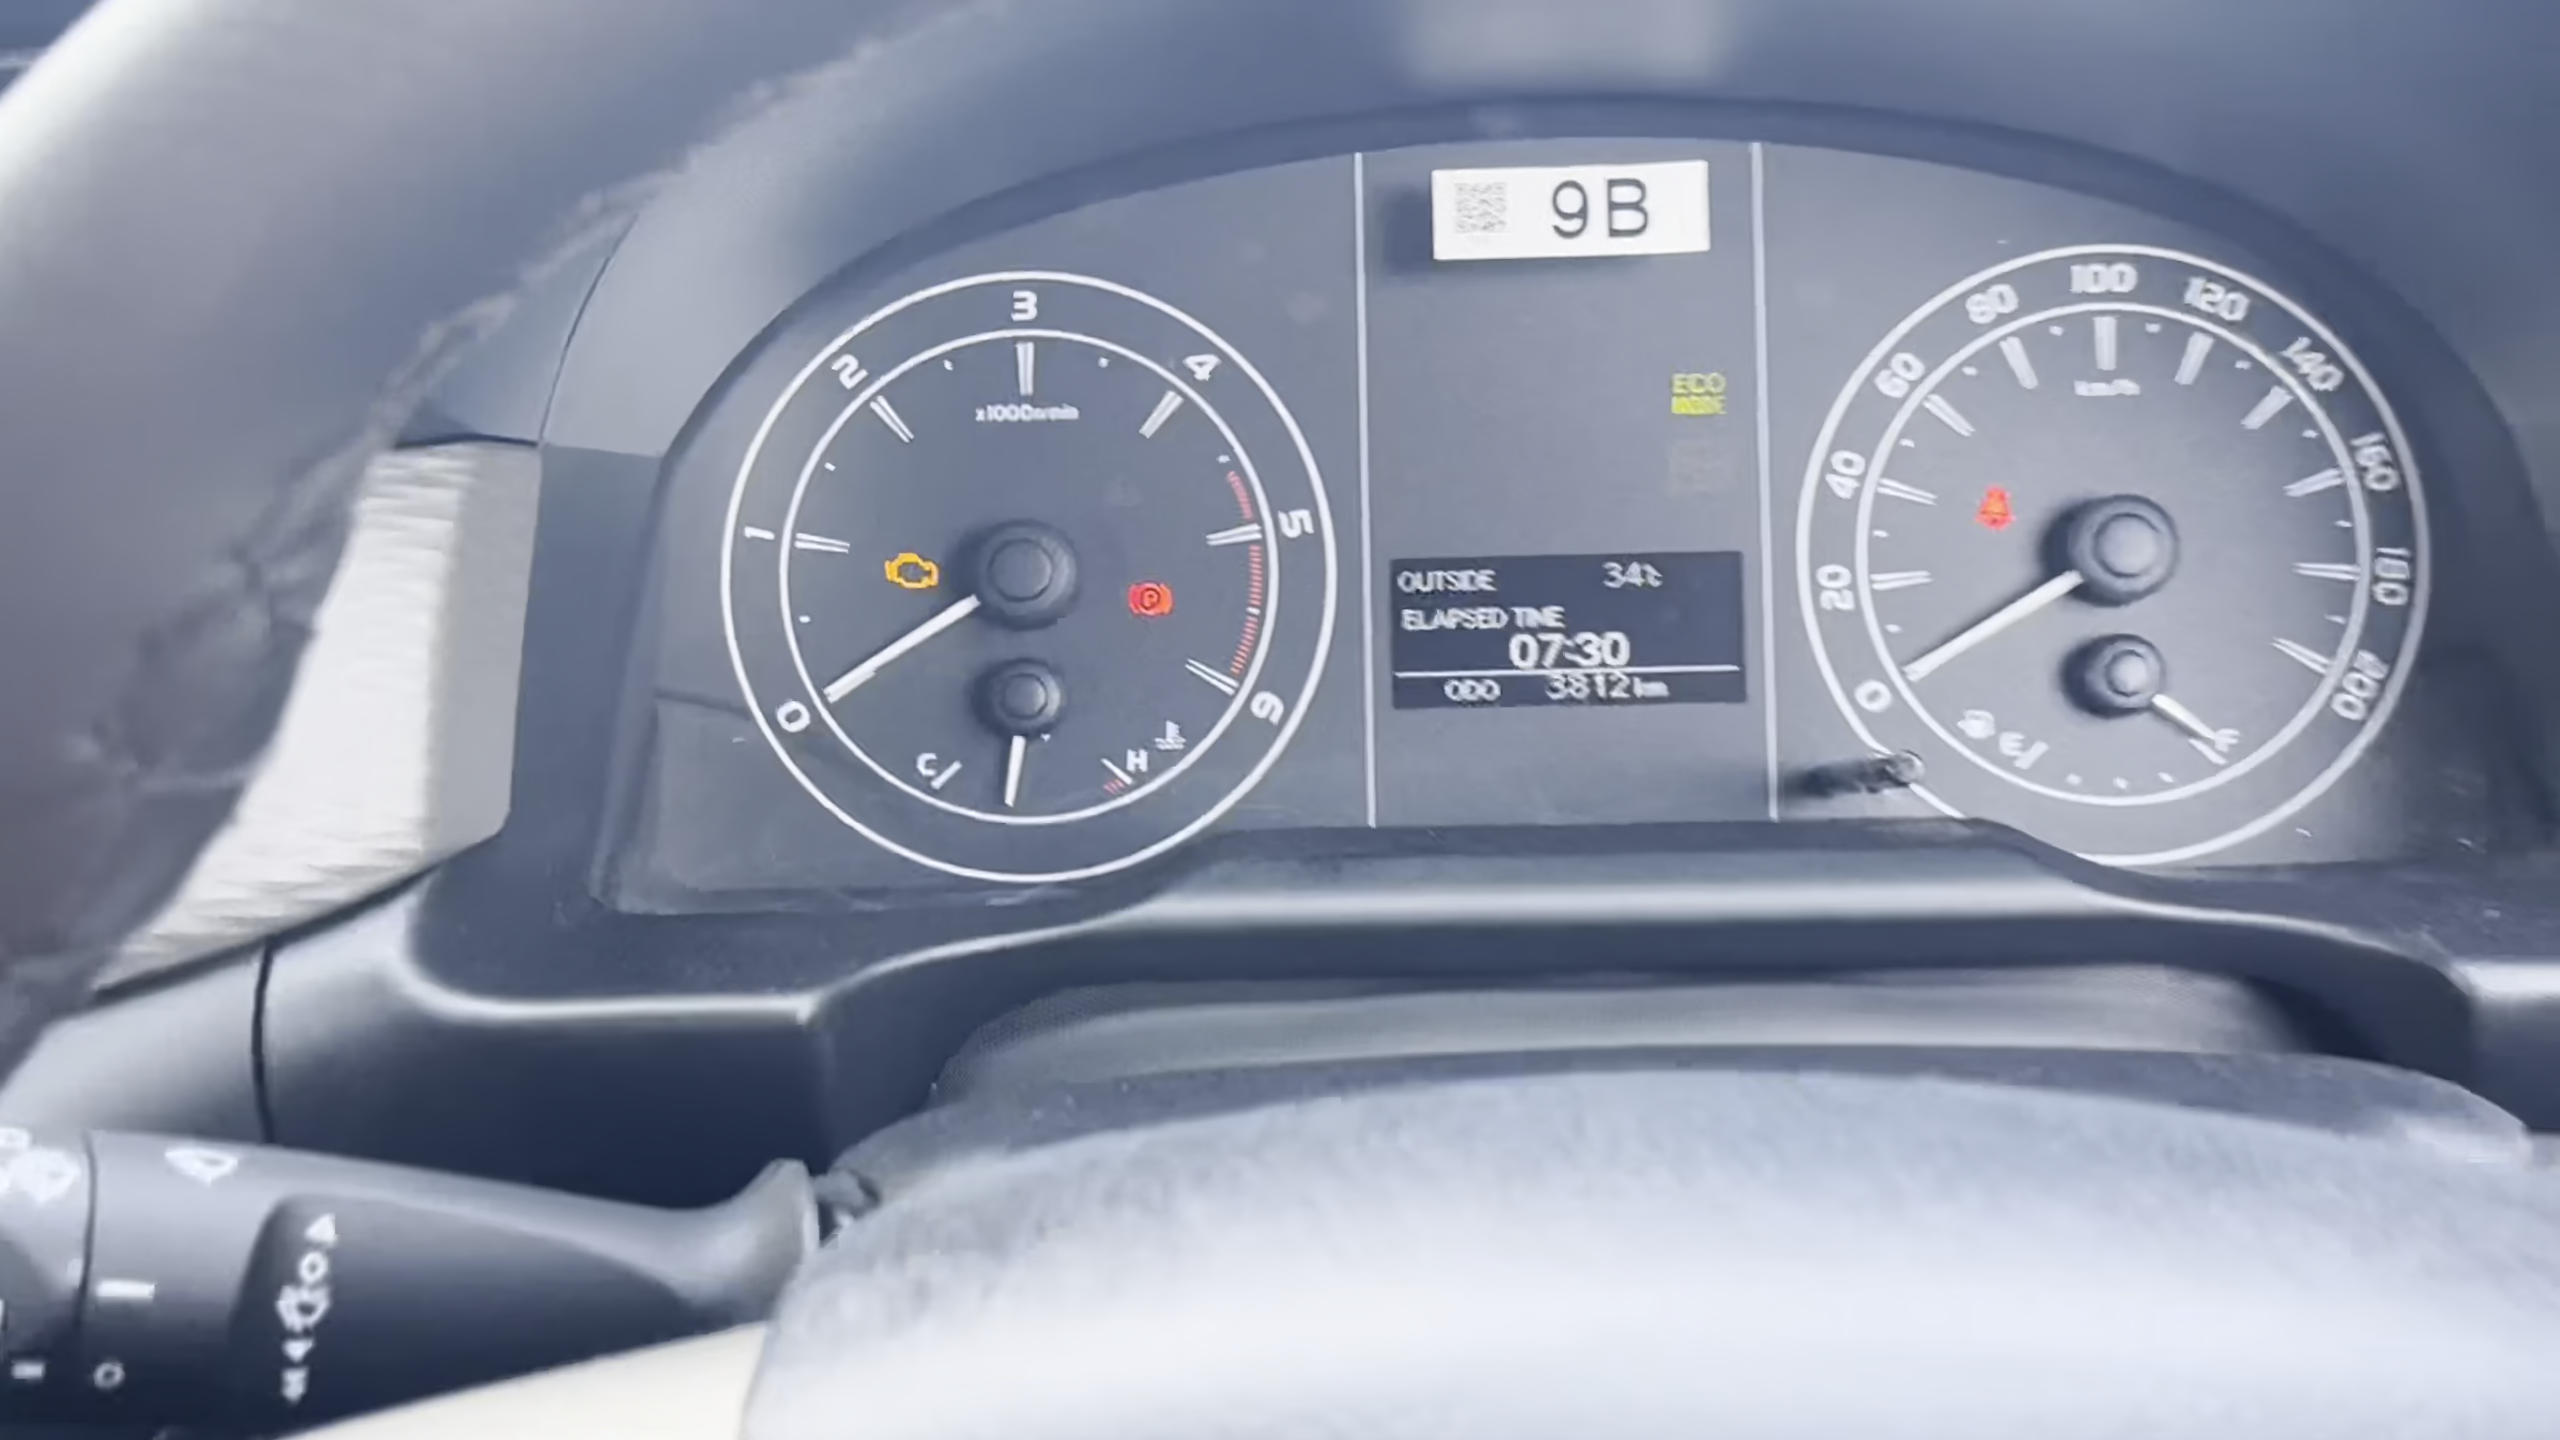 9B
0
1
2
3
4
5
6
x1000r/min
C
H
ECO
MODE
OUTSIDE 34℃
ELAPSED TIME
07:30
ODO 3812 km
0
20
40
60
80
100
120
140
160
180
200
km/h
E
F